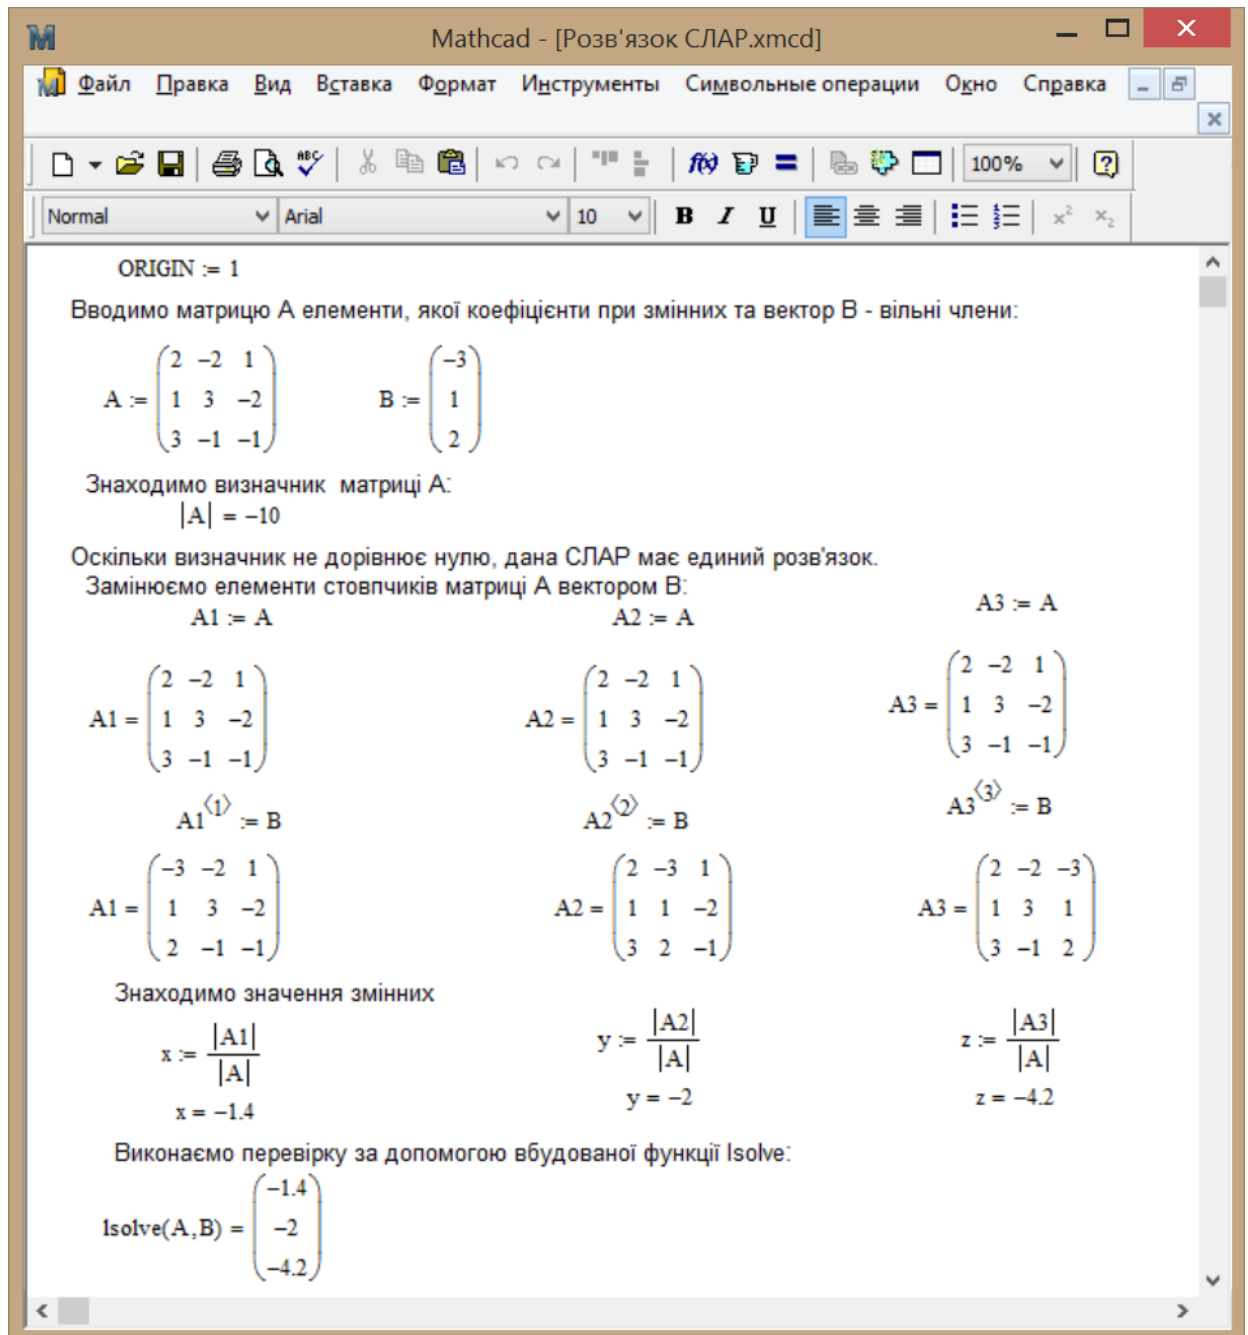 Mathcad - [Розв'язок СЛАР.xmcd]
Файл Правка Вид Вставка Формат Инструменты Символьные операции Окно Справка
100%
Normal Arial 10 B I U x² x₂
ORIGIN := 1
Вводимо матрицю А елементи, якої коефіцієнти при змінних та вектор В - вільні члени:
A := (2 −2 1; 1 3 −2; 3 −1 −1) B := (−3; 1; 2)
Знаходимо визначник матриці А:
|A| = −10
Оскільки визначник не дорівнює нулю, дана СЛАР має единий розв'язок.
Замінюємо елементи стовпчиків матриці А вектором В:
A1 := A A2 := A A3 := A
A1 = (2 −2 1; 1 3 −2; 3 −1 −1) A2 = (2 −2 1; 1 3 −2; 3 −1 −1) A3 = (2 −2 1; 1 3 −2; 3 −1 −1)
A1^⟨1⟩ := B A2^⟨2⟩ := B A3^⟨3⟩ := B
A1 = (−3 −2 1; 1 3 −2; 2 −1 −1) A2 = (2 −3 1; 1 1 −2; 3 2 −1) A3 = (2 −2 −3; 1 3 1; 3 −1 2)
Знаходимо значення змінних
x := |A1| / |A| y := |A2| / |A| z := |A3| / |A|
x = −1.4 y = −2 z = −4.2
Виконаємо перевірку за допомогою вбудованої функції lsolve:
lsolve(A,B) = (−1.4; −2; −4.2)